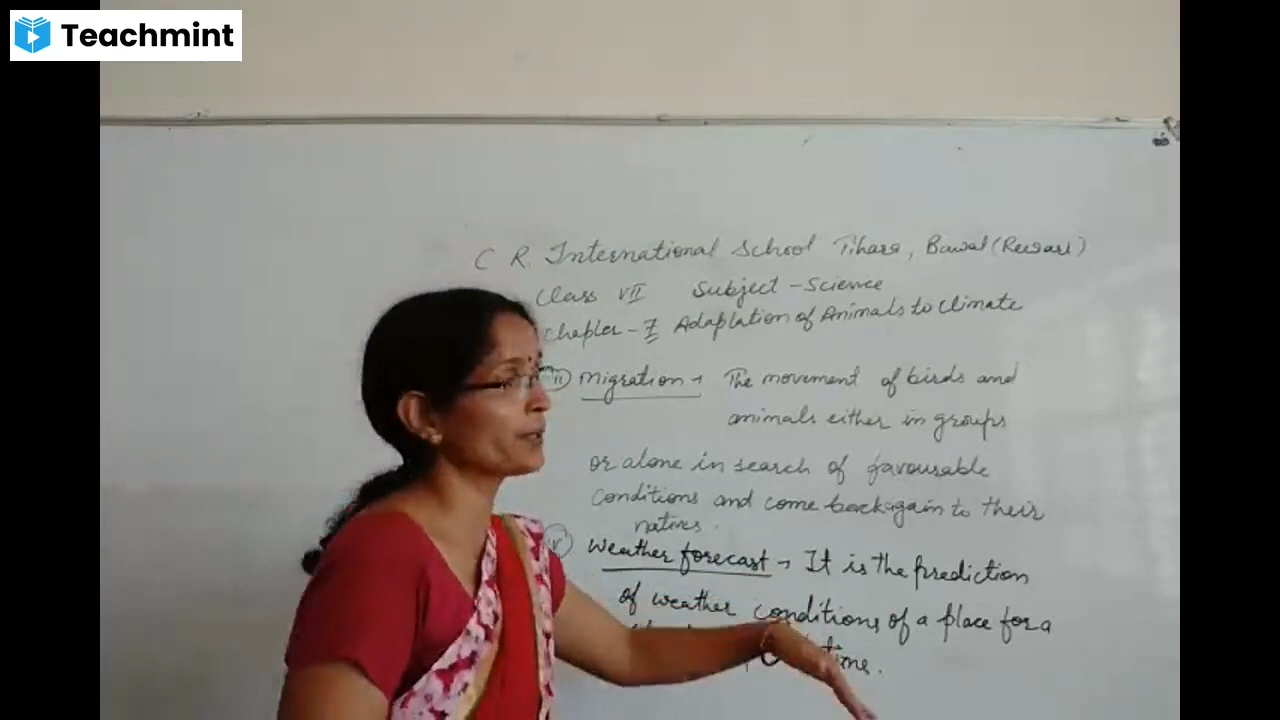 Teachmint
C R. International School Tihara, Bawal (Rewari)
Class VII Subject - Science
Chapter - 7 Adaptation of Animals to Climate
Migration → The movement of birds and
animals either in groups
or alone in search of favourable
conditions and come back again to their
natives.
Weather forecast → It is the prediction
of weather conditions of a place for a
time.